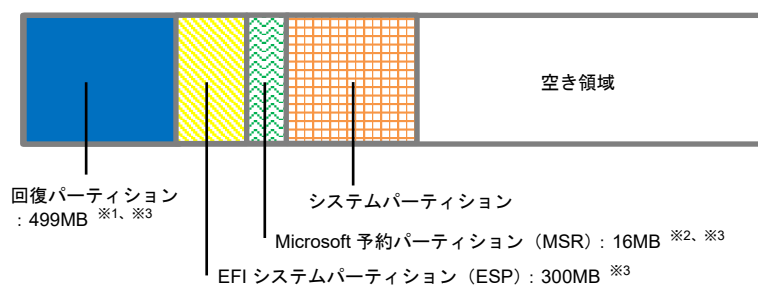 空き領域
回復パーティション
：499MB ※1、※3
システムパーティション
Microsoft 予約パーティション（MSR）：16MB ※2、※3
EFI システムパーティション（ESP）：300MB ※3